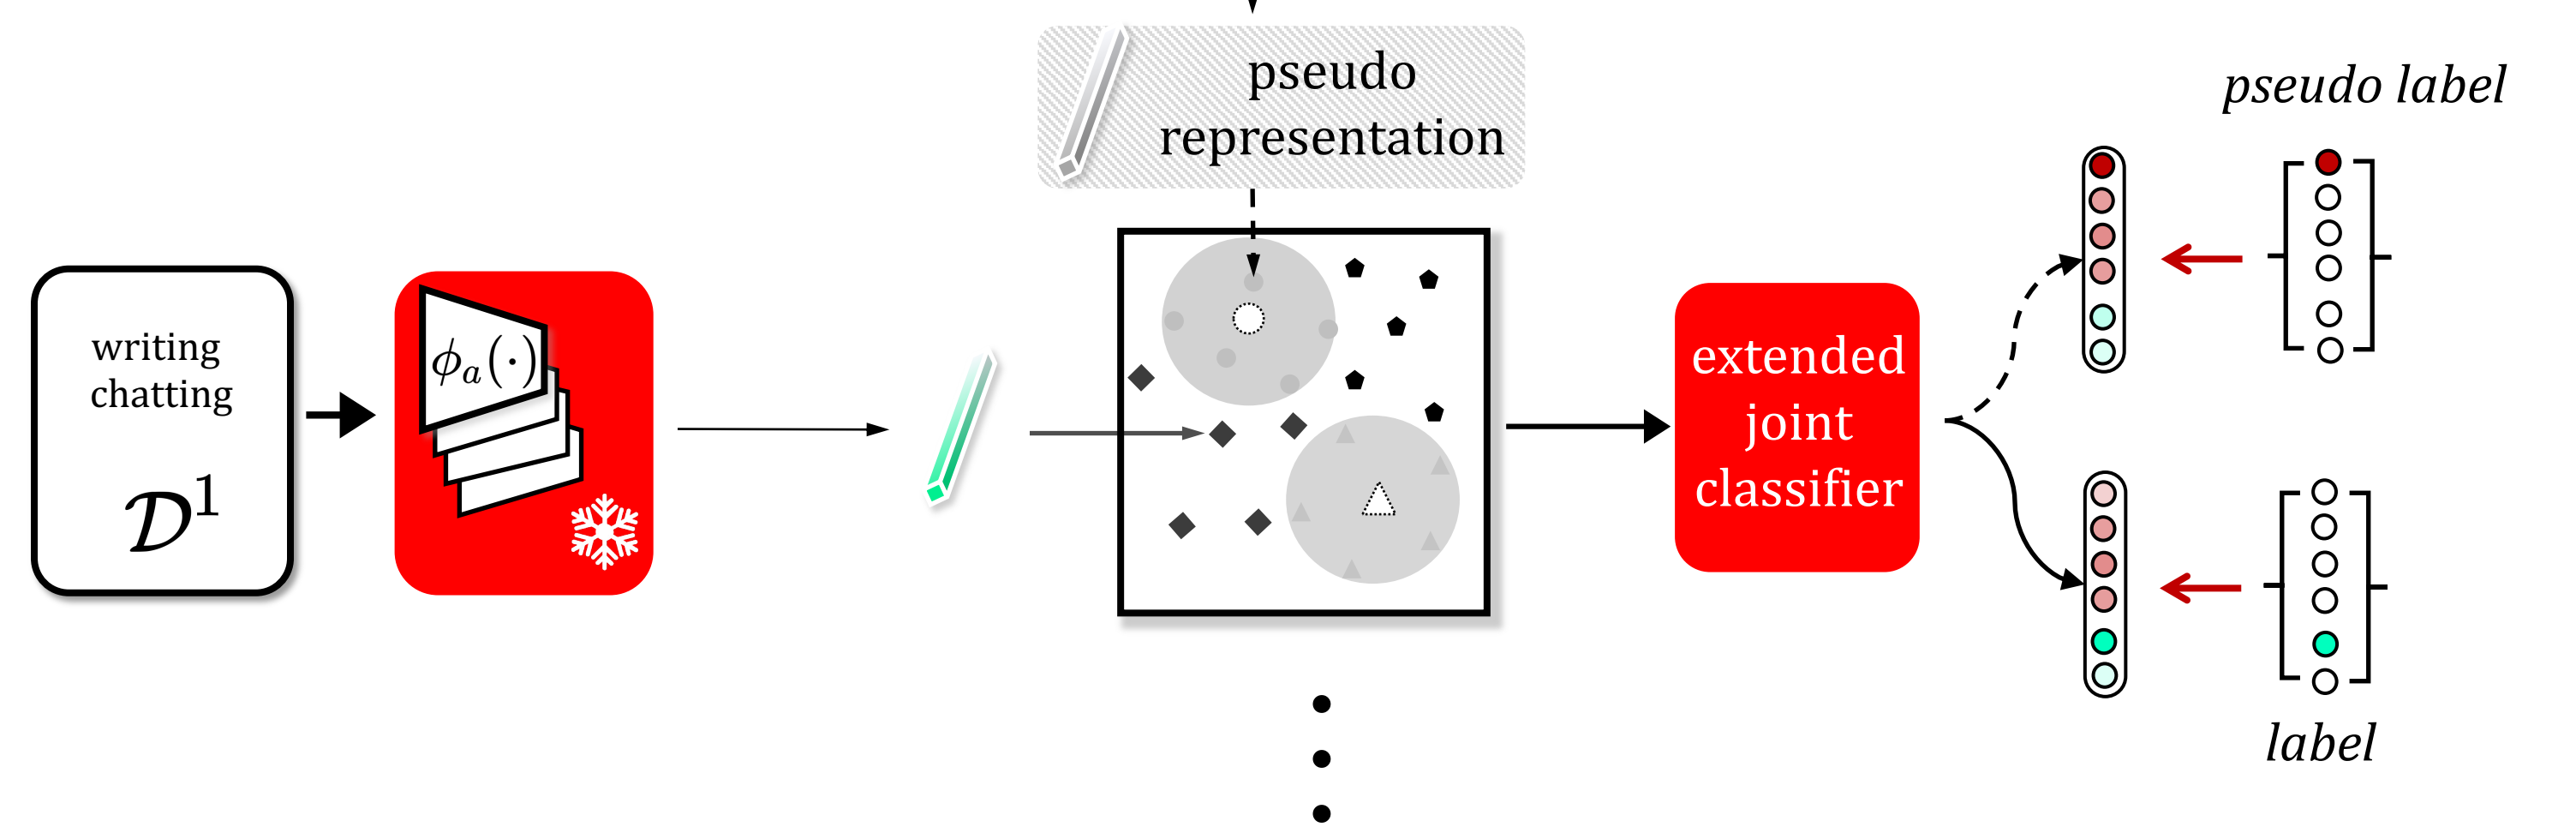 pseudo
representation
pseudo label
writing
chatting
𝒟¹
ϕₐ(·)
extended
joint
classifier
label